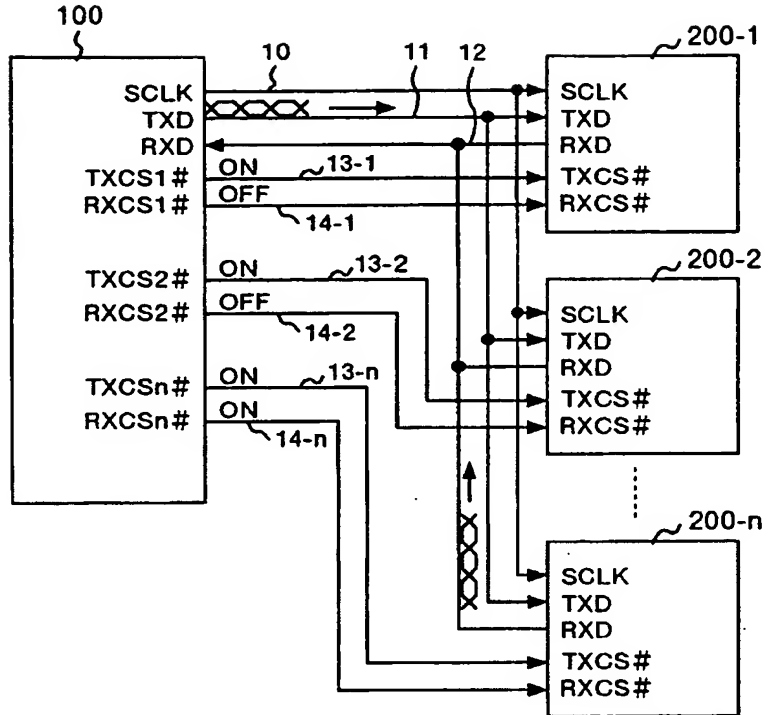 100
10
11
12
200-1
SCLK
TXD
RXD
TXCS1#
RXCS1#
ON
13-1
OFF
14-1
SCLK
TXD
RXD
TXCS#
RXCS#
TXCS2#
RXCS2#
ON
13-2
OFF
14-2
200-2
SCLK
TXD
RXD
TXCS#
RXCS#
TXCSn#
RXCSn#
ON
13-n
ON
14-n
200-n
SCLK
TXD
RXD
TXCS#
RXCS#